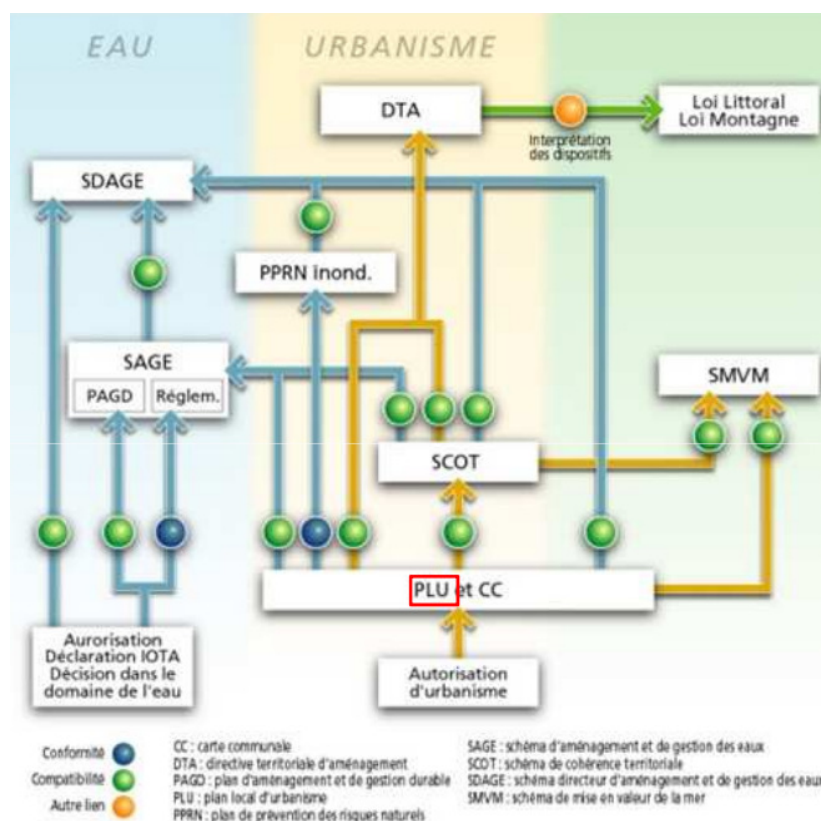 EAU
URBANISME
DTA
Loi Littoral
Loi Montagne
Interprétation
des dispositifs
SDAGE
PPRN inond.
SAGE
PAGD
Réglem.
SMVM
SCOT
PLU et CC
Aurorisation
Déclaration IOTA
Décision dans le
domaine de l'eau
Autorisation
d'urbanisme
Conformité
Compatibilité
Autre lien
CC : carte communale
DTA : directive territoriale d'aménagement
PAGD : plan d'aménagement et de gestion durable
PLU : plan local d'urbanisme
PPRN : plan de prévention des risques naturels
SAGE : schéma d'aménagement et de gestion des eaux
SCOT : schéma de cohérence territoriale
SDAGE : schéma directeur d'aménagement et de gestion des eaux
SMVM : schéma de mise en valeur de la mer